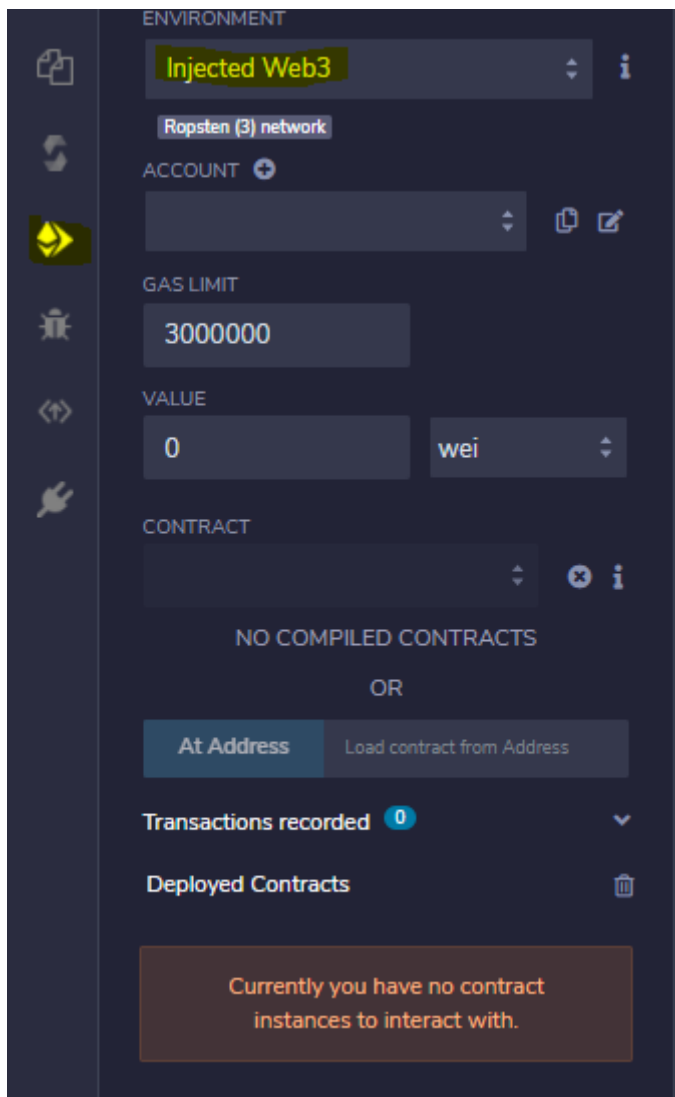 ENVIRONMENT
Injected Web3
Ropsten (3) network
ACCOUNT
GAS LIMIT
3000000
VALUE
0 wei
CONTRACT
NO COMPILED CONTRACTS
OR
At Address Load contract from Address
Transactions recorded 0
Deployed Contracts
Currently you have no contract
instances to interact with.